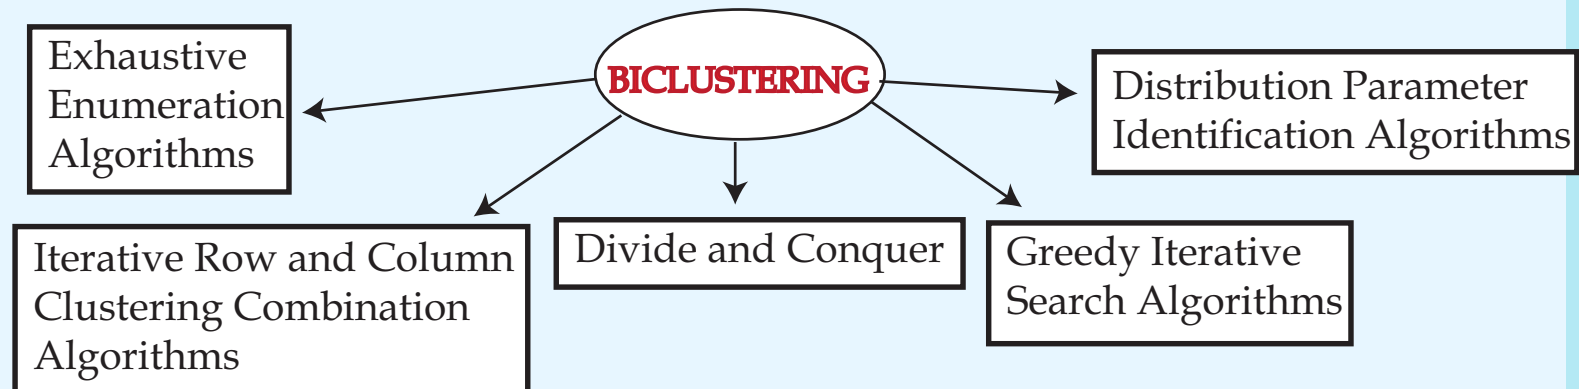 BICLUSTERING
Exhaustive
Enumeration
Algorithms
Iterative Row and Column
Clustering Combination
Algorithms
Divide and Conquer
Greedy Iterative
Search Algorithms
Distribution Parameter
Identification Algorithms